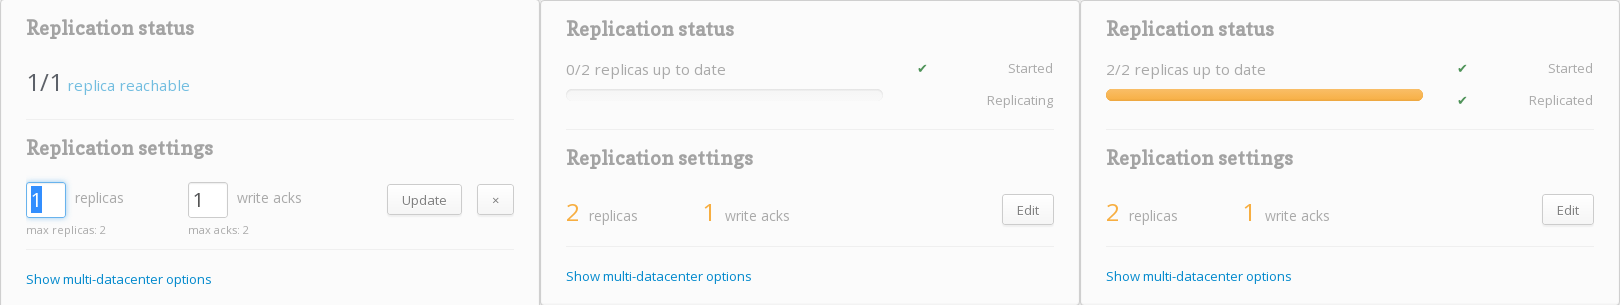 Replication status
1/1 replica reachable
Replication settings
1 replicas 1 write acks Update ×
max replicas: 2 max acks: 2
Show multi-datacenter options
Replication status
0/2 replicas up to date ✔ Started
Replicating
Replication settings
2 replicas 1 write acks Edit
Show multi-datacenter options
Replication status
2/2 replicas up to date ✔ Started
✔ Replicated
Replication settings
2 replicas 1 write acks Edit
Show multi-datacenter options